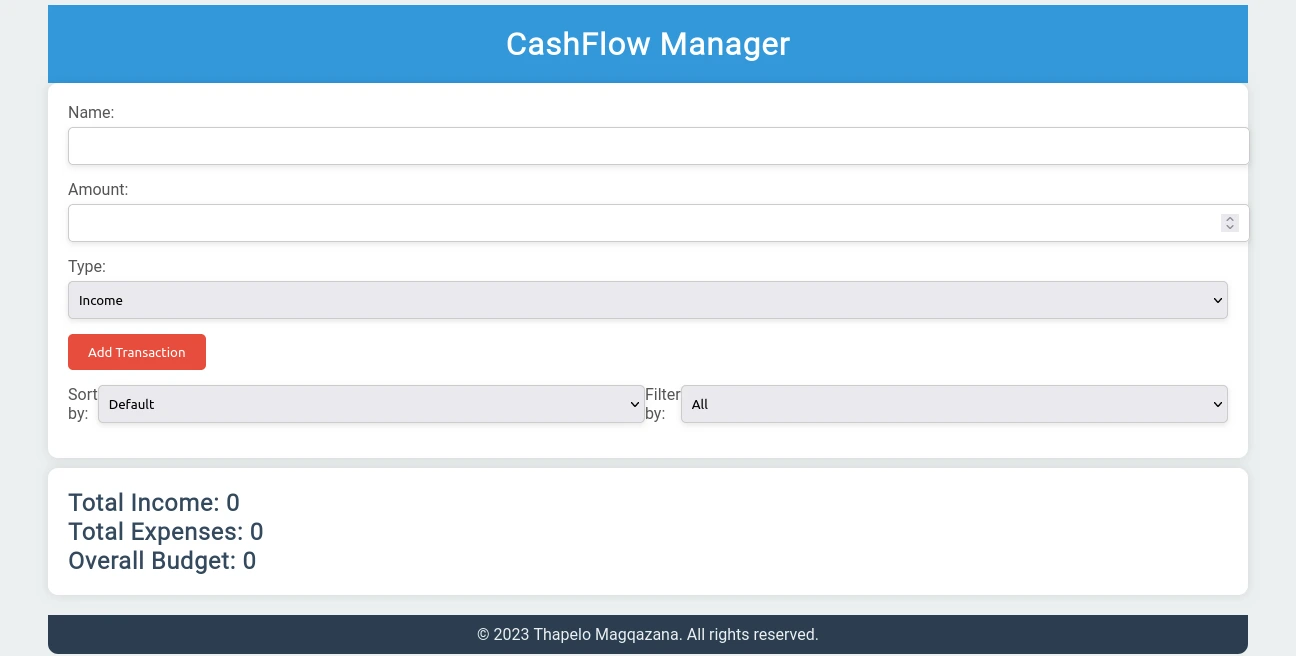 CashFlow Manager
Name:
Amount:
Type:
Income
Add Transaction
Sort by:
Default
Filter by:
All
Total Income: 0
Total Expenses: 0
Overall Budget: 0
© 2023 Thapelo Magqazana. All rights reserved.